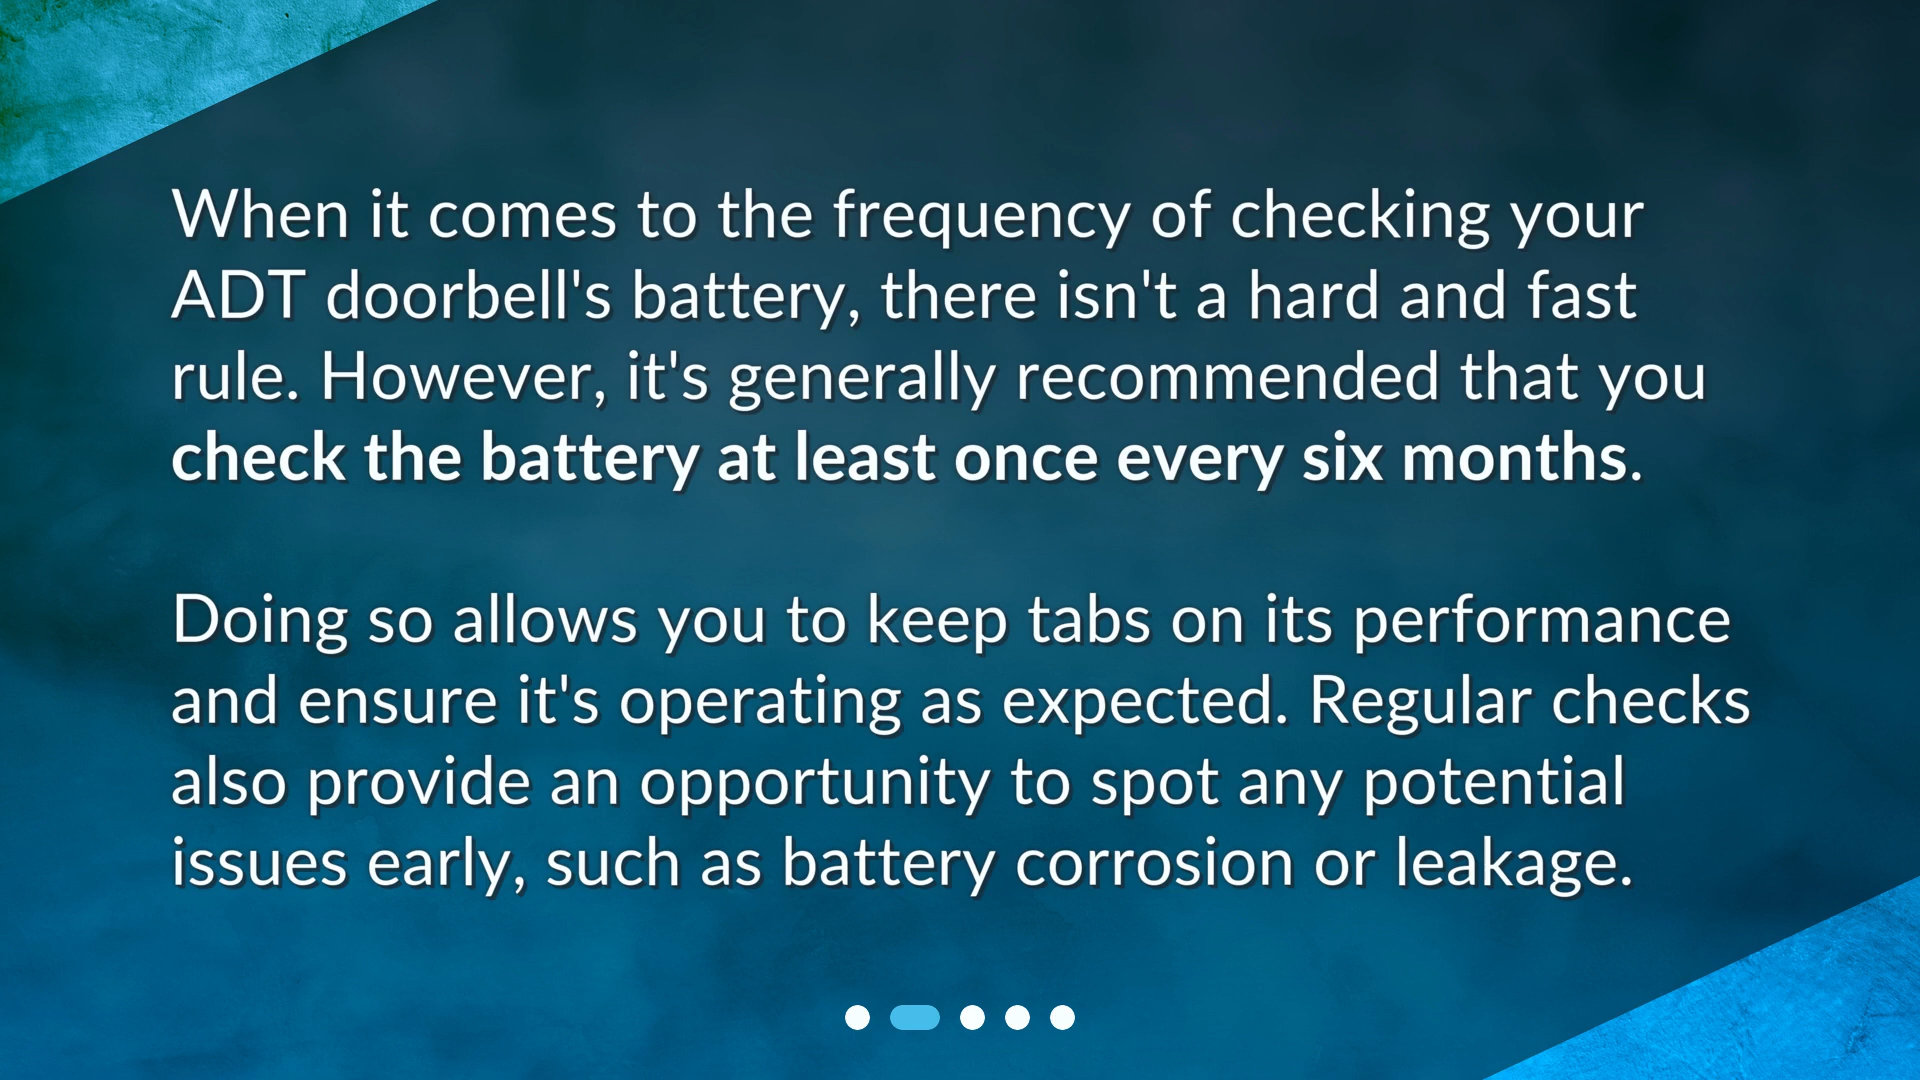 When it comes to the frequency of checking your
ADT doorbell's battery, there isn't a hard and fast
rule. However, it's generally recommended that you
check the battery at least once every six months.
Doing so allows you to keep tabs on its performance
and ensure it's operating as expected. Regular checks
also provide an opportunity to spot any potential
issues early, such as battery corrosion or leakage.